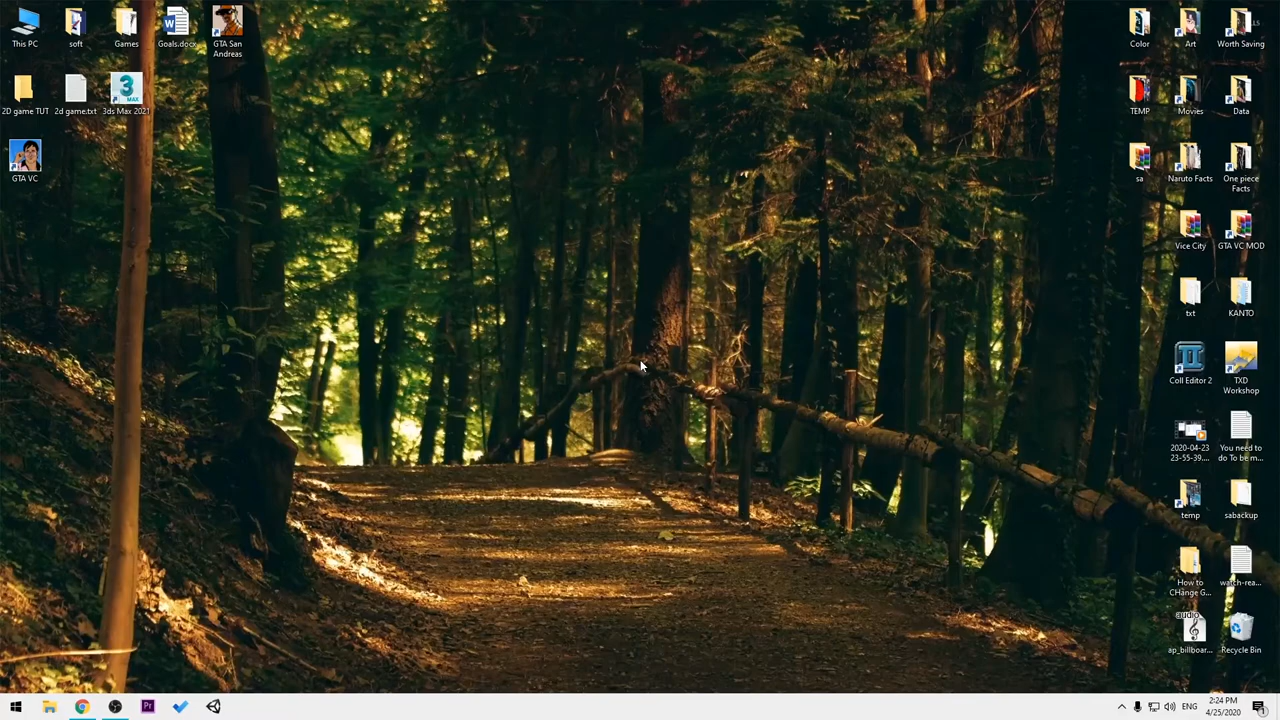 This PC
soft
Games
Goals.docx
GTA San
Andreas
2D game TUT
2d game.txt
3ds Max 2021
GTA VC
Color
Art
Worth Saving
TEMP
Movies
Data
sa
Naruto Facts
One piece
Facts
Vice City
GTA VC MOD
txt
KANTO
Coll Editor 2
TXD
Workshop
2020-04-23
23-55-39,...
You need to
do To be m...
temp
sabackup
How to
CHange G...
watch-rea...
audio
ap_billboar...
Recycle Bin
ENG
2:24 PM
4/25/2020